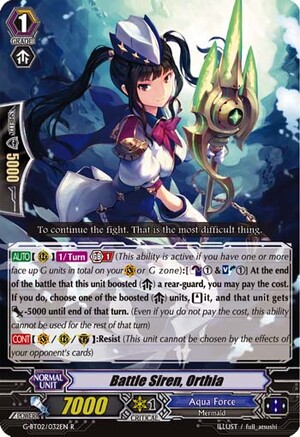 1
GRADE
SHIELD
5000
To continue the fight. That is the most difficult thing.
AUTO 1/Turn 1 (This ability is active if you have one or more
face up G units in total on your or G zone):[ 1 & V 1 ] At the end of
the battle that this unit boosted a rear-guard, you may pay the cost.
If you do, choose one of the boosted units, it, and that unit gets
-5000 until end of turn. (Even if you do not pay the cost, this ability
cannot be used for the rest of that turn)
CONT [ / ]:Resist (This unit cannot be chosen by the effects of
your opponent's cards)
NORMAL
UNIT
Battle Siren, Orthia
POWER
7000
1
CRITICAL
Aqua Force
Mermaid
G-BT02/032EN R
ILLUST / full_atsushi